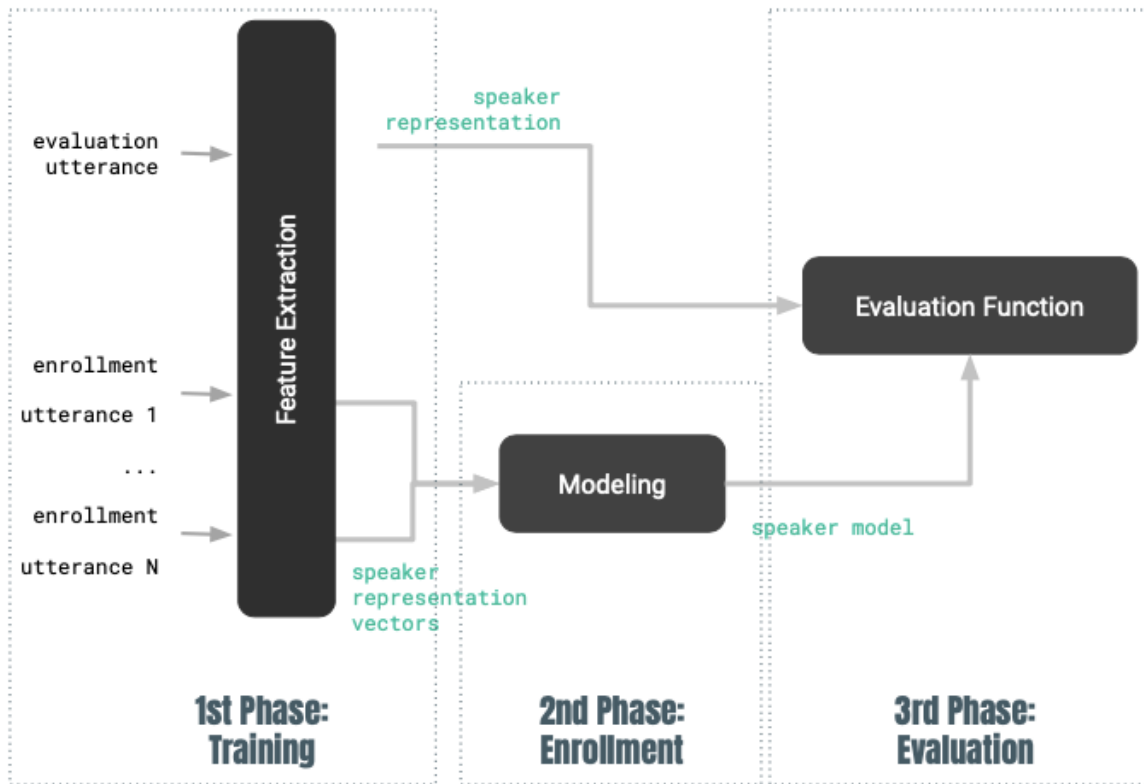 speaker
representation
evaluation
utterance
Feature Extraction
Evaluation Function
enrollment
utterance 1
...
enrollment
utterance N
Modeling
speaker model
speaker
representation
vectors
1st Phase:
Training
2nd Phase:
Enrollment
3rd Phase:
Evaluation